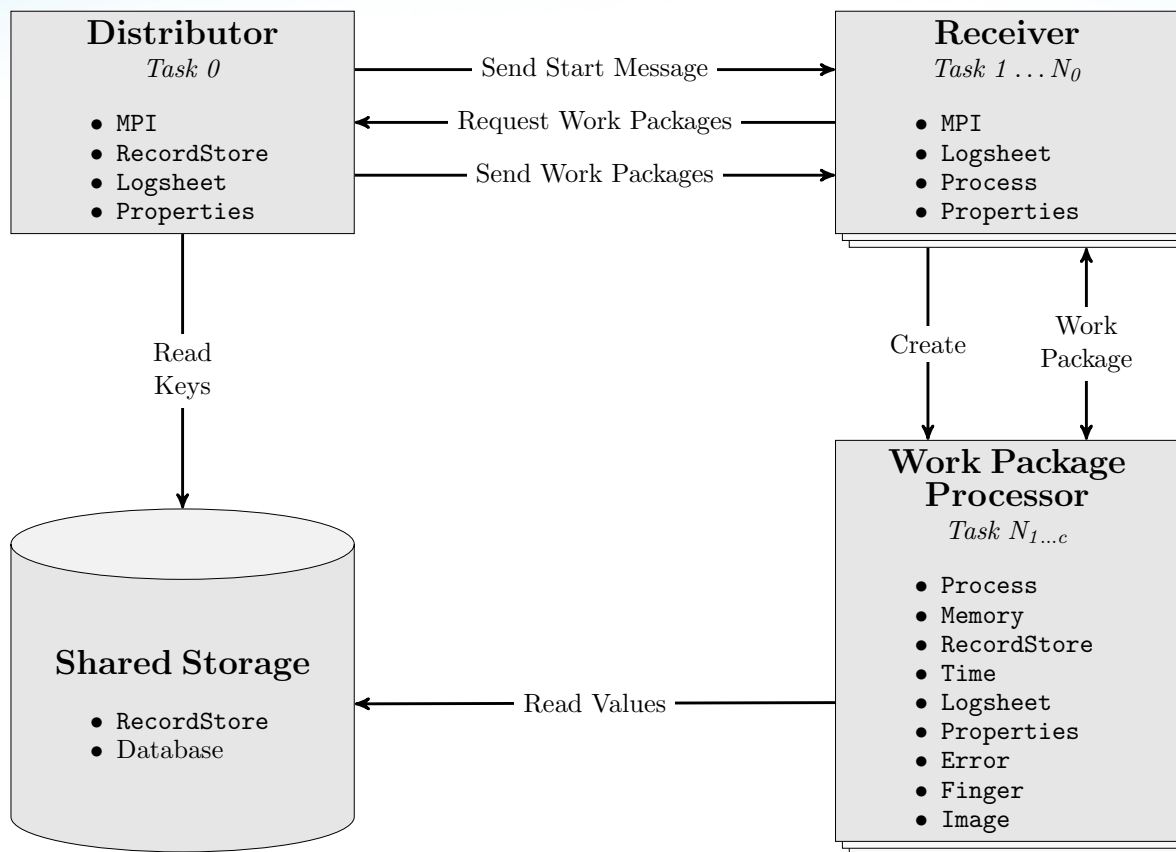 Distributor
Task 0
• MPI
• RecordStore
• Logsheet
• Properties
Send Start Message
Request Work Packages
Send Work Packages
Receiver
Task 1 ... N₀
• MPI
• Logsheet
• Process
• Properties
Read
Keys
Create
Work
Package
Work Package
Processor
Task N₁...c
• Process
• Memory
• RecordStore
• Time
• Logsheet
• Properties
• Error
• Finger
• Image
Shared Storage
• RecordStore
• Database
Read Values